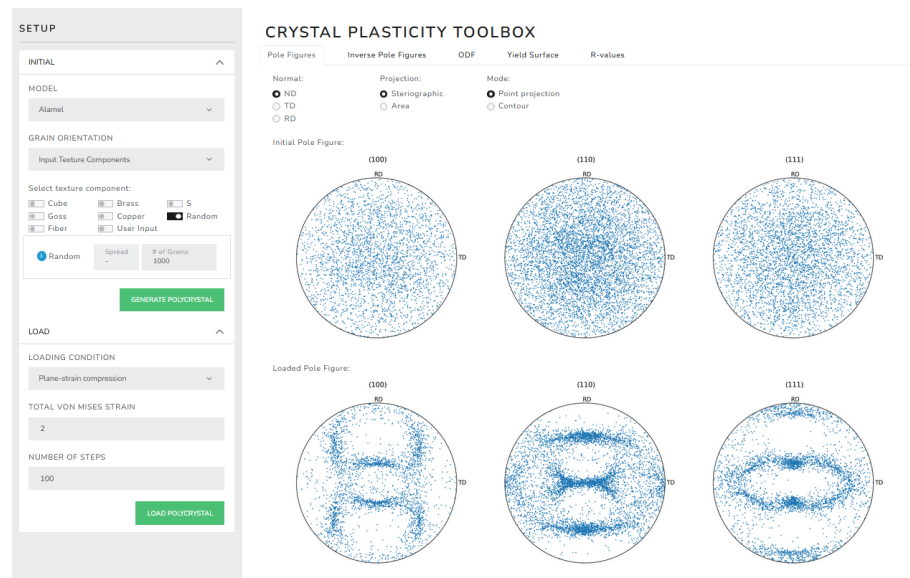 SETUP
INITIAL
MODEL
Alamel
GRAIN ORIENTATION
Input Texture Components
Select texture component:
Cube Brass S
Goss Copper Random
Fiber User Input
i Random Spread - # of Grains 1000
GENERATE POLYCRYSTAL
LOAD
LOADING CONDITION
Plane-strain compression
TOTAL VON MISES STRAIN
2
NUMBER OF STEPS
100
LOAD POLYCRYSTAL
CRYSTAL PLASTICITY TOOLBOX
Pole Figures Inverse Pole Figures ODF Yield Surface R-values
Normal: Projection: Mode:
ND Steriographic Point projection
TD Area Contour
RD
Initial Pole Figure:
(100) (110) (111)
RD RD RD
TD TD TD
Loaded Pole Figure:
(100) (110) (111)
RD RD RD
TD TD TD